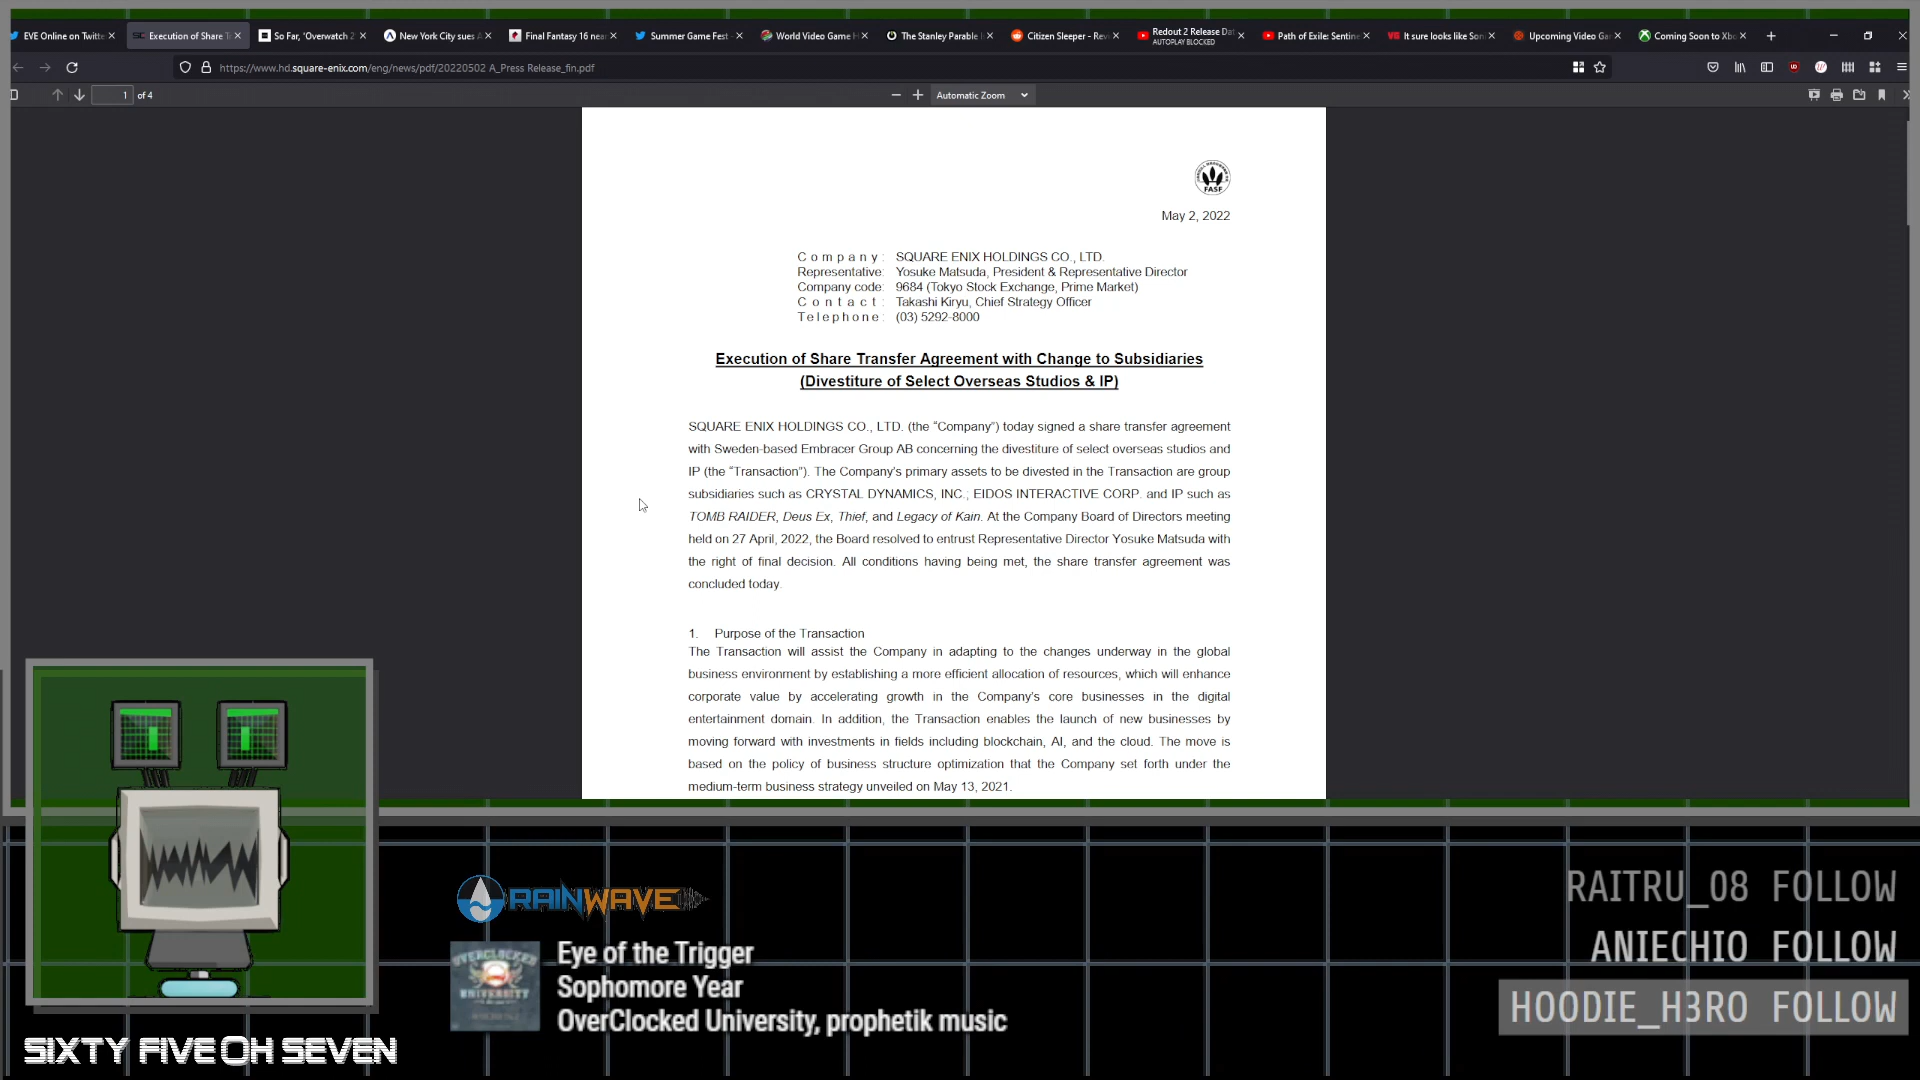 EVE Online on Twitte
Execution of Share T
So Far, 'Overwatch 2'
New York City sues A
Final Fantasy 16 nea
Summer Game Fest
World Video Game H
The Stanley Parable
Citizen Sleeper - Rev
Redout 2 Release Dat
AUTOPLAY BLOCKED
Path of Exile: Sentine
It sure looks like Son
Upcoming Video Ga
Coming Soon to Xbo
https://www.hd.square-enix.com/eng/news/pdf/20220502 A_Press Release_fin.pdf
1 of 4
Automatic Zoom
FASF
May 2, 2022
Company: SQUARE ENIX HOLDINGS CO., LTD.
Representative: Yosuke Matsuda, President & Representative Director
Company code: 9684 (Tokyo Stock Exchange, Prime Market)
Contact: Takashi Kiryu, Chief Strategy Officer
Telephone: (03) 5292-8000
Execution of Share Transfer Agreement with Change to Subsidiaries
(Divestiture of Select Overseas Studios & IP)
SQUARE ENIX HOLDINGS CO., LTD. (the “Company”) today signed a share transfer agreement
with Sweden-based Embracer Group AB concerning the divestiture of select overseas studios and
IP (the “Transaction”). The Company’s primary assets to be divested in the Transaction are group
subsidiaries such as CRYSTAL DYNAMICS, INC.; EIDOS INTERACTIVE CORP. and IP such as
TOMB RAIDER, Deus Ex, Thief, and Legacy of Kain. At the Company Board of Directors meeting
held on 27 April, 2022, the Board resolved to entrust Representative Director Yosuke Matsuda with
the right of final decision. All conditions having being met, the share transfer agreement was
concluded today.
1. Purpose of the Transaction
The Transaction will assist the Company in adapting to the changes underway in the global
business environment by establishing a more efficient allocation of resources, which will enhance
corporate value by accelerating growth in the Company’s core businesses in the digital
entertainment domain. In addition, the Transaction enables the launch of new businesses by
moving forward with investments in fields including blockchain, AI, and the cloud. The move is
based on the policy of business structure optimization that the Company set forth under the
medium-term business strategy unveiled on May 13, 2021.
RAINWAVE
OVERCLOCKED
UNIVERSITY
Eye of the Trigger
Sophomore Year
OverClocked University, prophetik music
RAITRU_08 FOLLOW
ANIECHIO FOLLOW
HOODIE_H3RO FOLLOW
SIXTY FIVE OH SEVEN